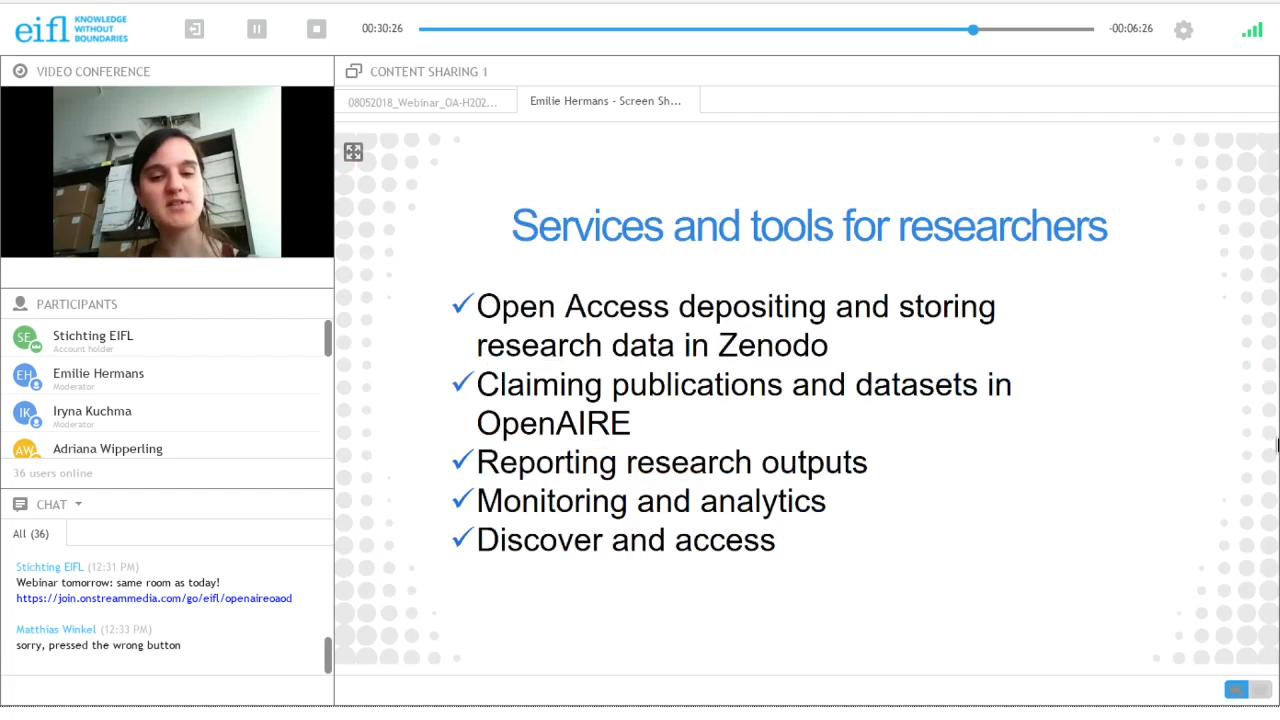 eifl KNOWLEDGE
WITHOUT
BOUNDARIES
00:30:26
-00:06:26
VIDEO CONFERENCE
CONTENT SHARING 1
08052018_Webinar_OA-H202...
Emilie Hermans - Screen Sh...
Services and tools for researchers
✓Open Access depositing and storing
research data in Zenodo
✓Claiming publications and datasets in
OpenAIRE
✓Reporting research outputs
✓Monitoring and analytics
✓Discover and access
PARTICIPANTS
SE Stichting EIFL
Account holder
EH Emilie Hermans
Moderator
IK Iryna Kuchma
Moderator
AW Adriana Wipperling
36 users online
CHAT
All (36)
Stichting EIFL (12:31 PM)
Webinar tomorrow: same room as today!
https://join.onstreammedia.com/go/eifl/openaireoaod
Matthias Winkel (12:33 PM)
sorry, pressed the wrong button